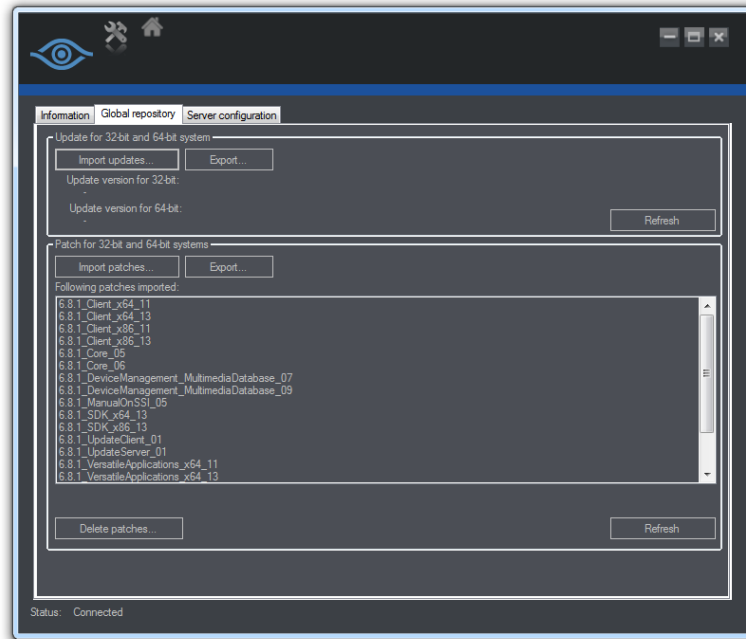 Information Global repository Server configuration
Update for 32-bit and 64-bit system
Import updates... Export...
Update version for 32-bit:
-
Update version for 64-bit:
-
Refresh
Patch for 32-bit and 64-bit systems
Import patches... Export...
Following patches imported:
6.8.1_Client_x64_11
6.8.1_Client_x64_13
6.8.1_Client_x86_11
6.8.1_Client_x86_13
6.8.1_Core_05
6.8.1_Core_06
6.8.1_DeviceManagement_MultimediaDatabase_07
6.8.1_DeviceManagement_MultimediaDatabase_09
6.8.1_ManualOnSSI_05
6.8.1_SDK_x64_13
6.8.1_SDK_x86_13
6.8.1_UpdateClient_01
6.8.1_UpdateServer_01
6.8.1_VersatileApplications_x64_11
6.8.1_VersatileApplications_x64_13
Delete patches... Refresh
Status: Connected